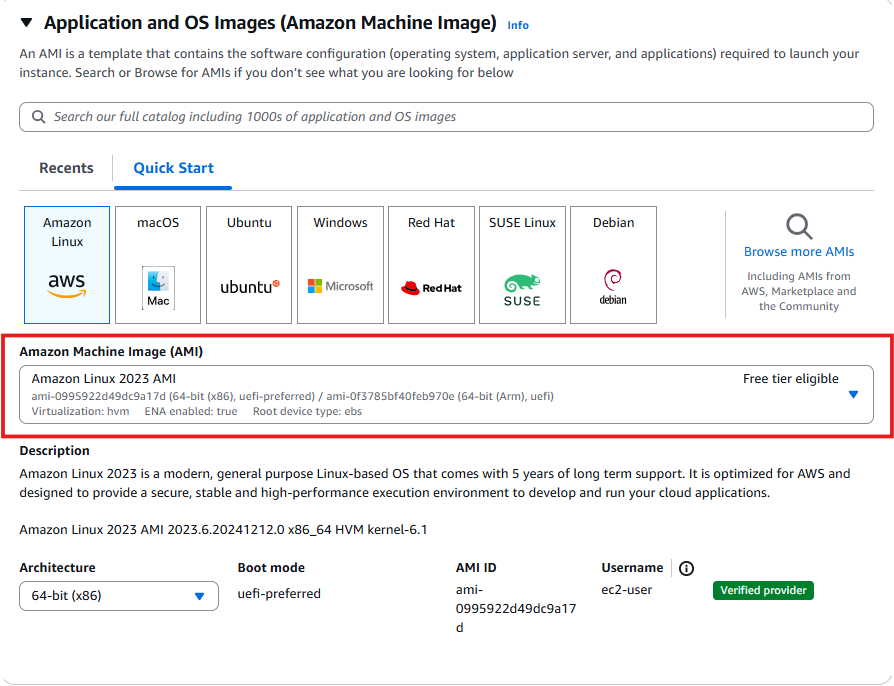 Application and OS Images (Amazon Machine Image) Info
An AMI is a template that contains the software configuration (operating system, application server, and applications) required to launch your
instance. Search or Browse for AMIs if you don't see what you are looking for below
Search our full catalog including 1000s of application and OS images
Recents
Quick Start
Amazon
Linux
aws
macOS
Mac
Ubuntu
ubuntu
Windows
Microsoft
Red Hat
Red Hat
SUSE Linux
SUSE
Debian
debian
Browse more AMIs
Including AMIs from
AWS, Marketplace and
the Community
Amazon Machine Image (AMI)
Amazon Linux 2023 AMI
Free tier eligible
ami-0995922d49dc9a17d (64-bit (x86), uefi-preferred) / ami-0f3785bf40feb970e (64-bit (Arm), uefi)
Virtualization: hvm ENA enabled: true Root device type: ebs
Description
Amazon Linux 2023 is a modern, general purpose Linux-based OS that comes with 5 years of long term support. It is optimized for AWS and
designed to provide a secure, stable and high-performance execution environment to develop and run your cloud applications.
Amazon Linux 2023 AMI 2023.6.20241212.0 x86_64 HVM kernel-6.1
Architecture
64-bit (x86)
Boot mode
uefi-preferred
AMI ID
ami-
0995922d49dc9a17
d
Username
ec2-user
Verified provider